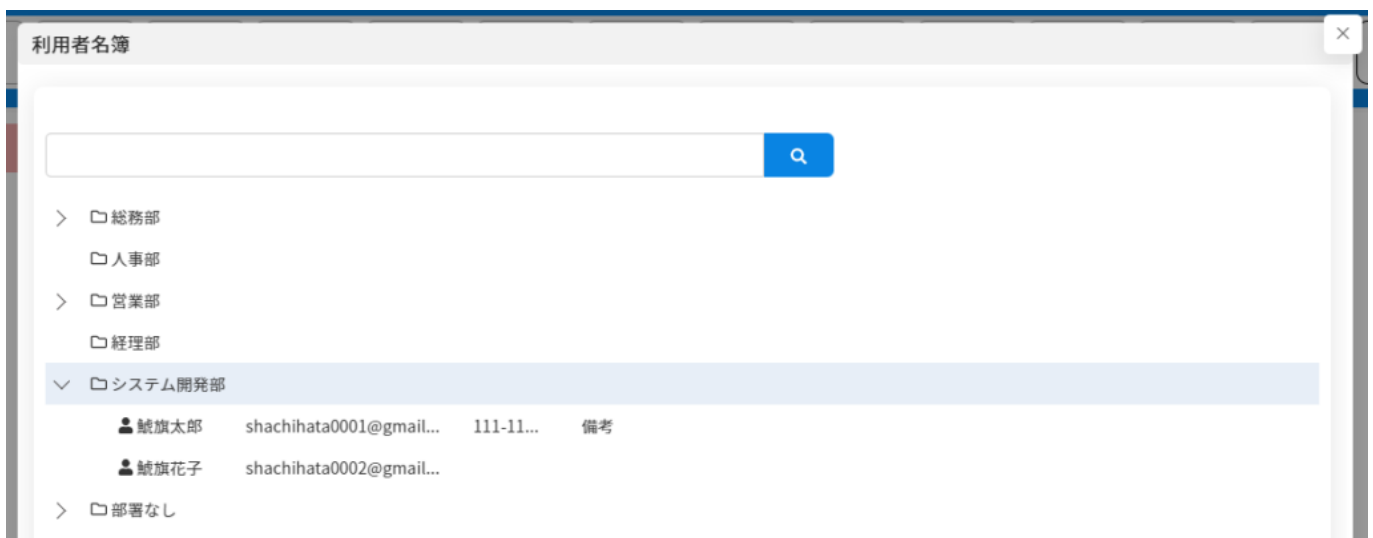 利用者名簿
総務部
人事部
営業部
経理部
システム開発部
鯱旗太郎 shachihata0001@gmail... 111-11... 備考
鯱旗花子 shachihata0002@gmail...
部署なし